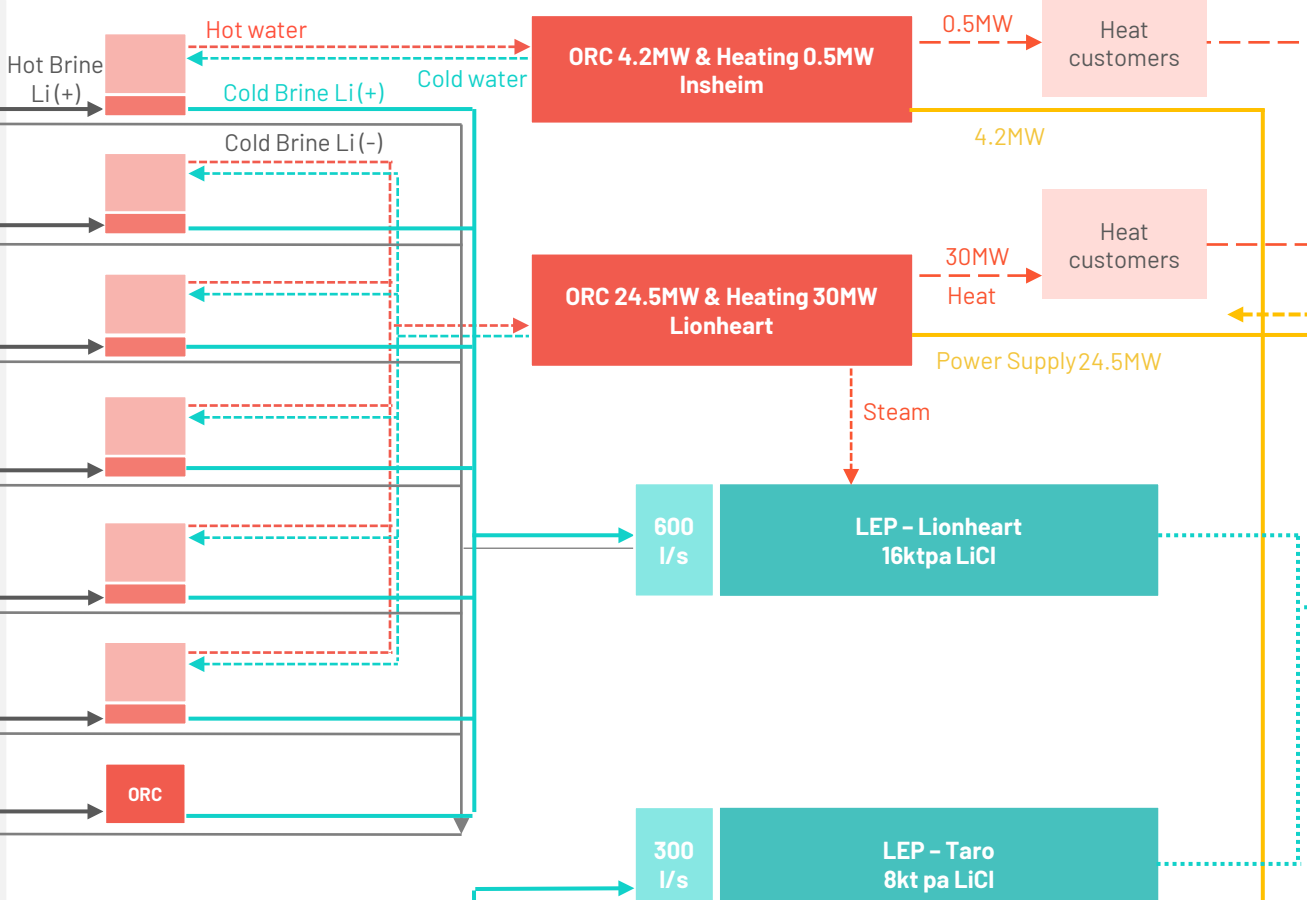 Hot water
0.5MW
Heat
customers
ORC 4.2MW & Heating 0.5MW
Insheim
Hot Brine
Li (+)
Cold water
Cold Brine Li (+)
4.2MW
Cold Brine Li (-)
Heat
customers
30MW
Heat
ORC 24.5MW & Heating 30MW
Lionheart
Power Supply 24.5MW
Steam
600
l/s
LEP – Lionheart
16ktpa LiCl
ORC
300
l/s
LEP – Taro
8kt pa LiCl